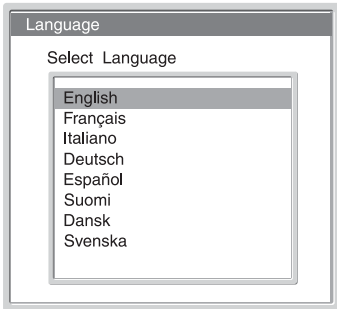 Language
Select Language
English
Français
Italiano
Deutsch
Español
Suomi
Dansk
Svenska